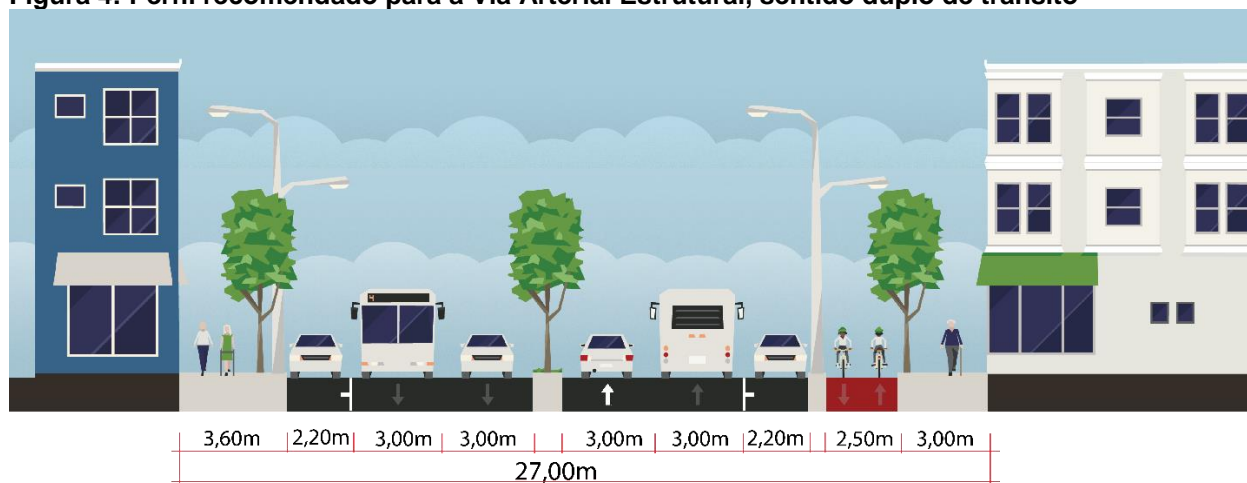 Figura 4: Perfil recomendado para a Via Arterial Estrutural, sentido duplo de trânsito
3,60m 2,20m 3,00m 3,00m 3,00m 3,00m 2,20m 2,50m 3,00m
27,00m